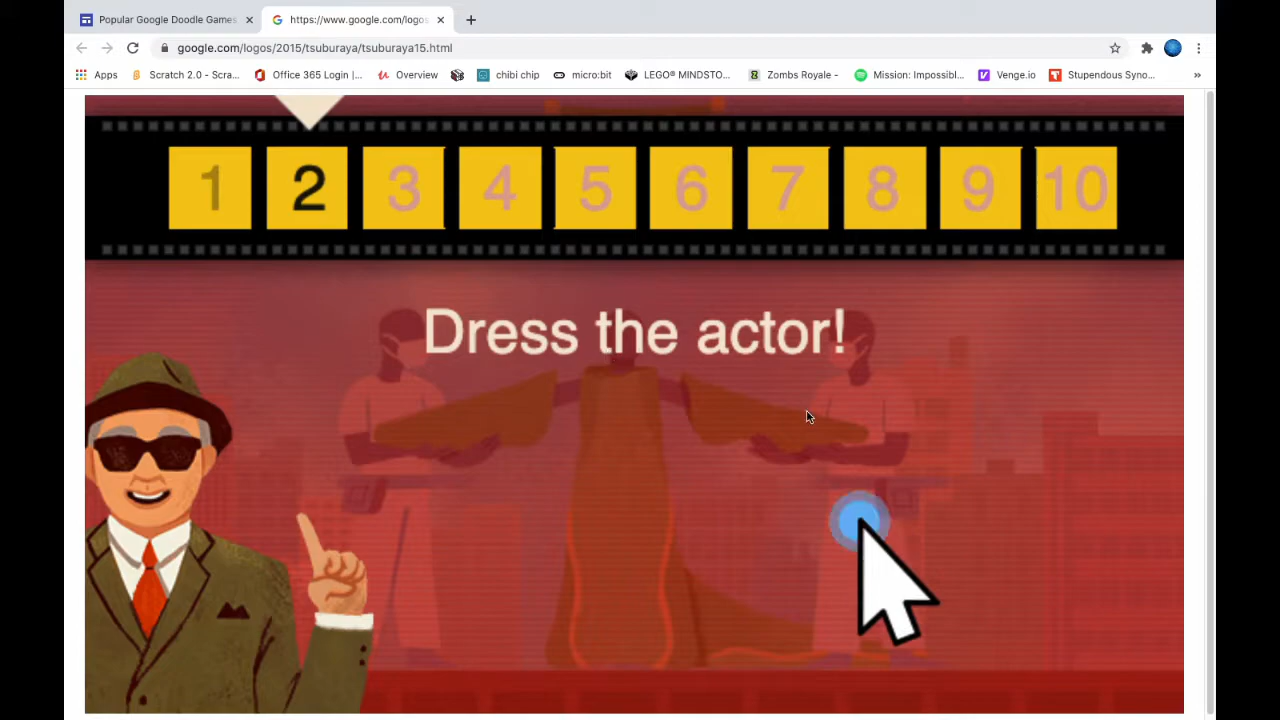 Popular Google Doodle Games
https://www.google.com/logos
google.com/logos/2015/tsuburaya/tsuburaya15.html
Apps
Scratch 2.0 - Scra...
Office 365 Login |...
Overview
chibi chip
micro:bit
LEGO® MINDSTO...
Zombs Royale -
Mission: Impossibl...
Venge.io
Stupendous Syno...
»
1 2 3 4 5 6 7 8 9 10
Dress the actor!